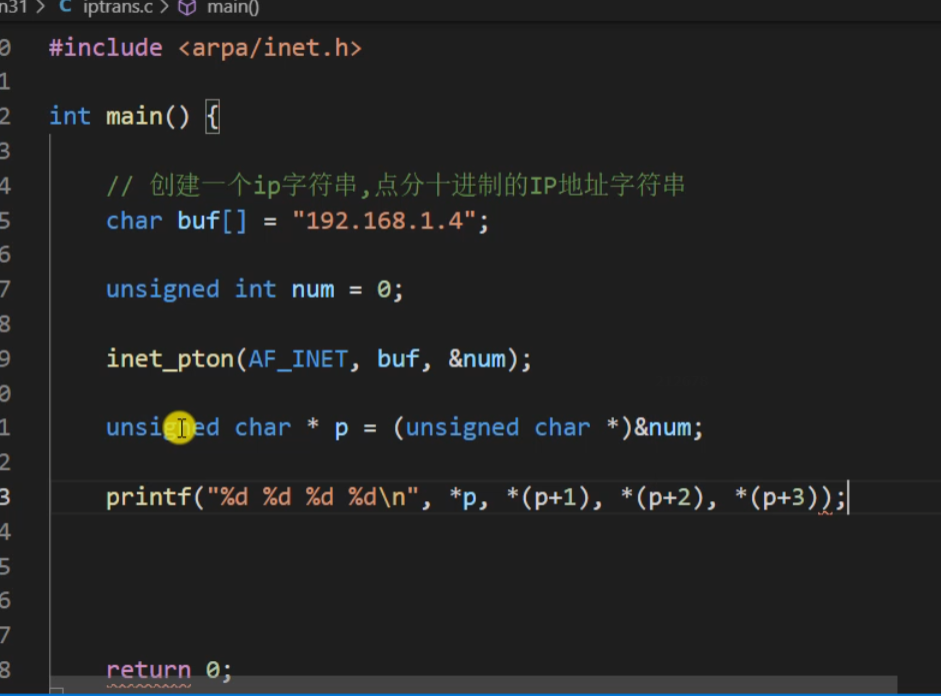 n31 > C iptrans.c > main()
0 #include <arpa/inet.h>
1
2 int main() {
3
4 // 创建一个ip字符串,点分十进制的IP地址字符串
5 char buf[] = "192.168.1.4";
6
7 unsigned int num = 0;
8
9 inet_pton(AF_INET, buf, &num);
0
1 unsigned char * p = (unsigned char *)&num;
2
3 printf("%d %d %d %d\n", *p, *(p+1), *(p+2), *(p+3));
4
5
6
7
8 return 0;